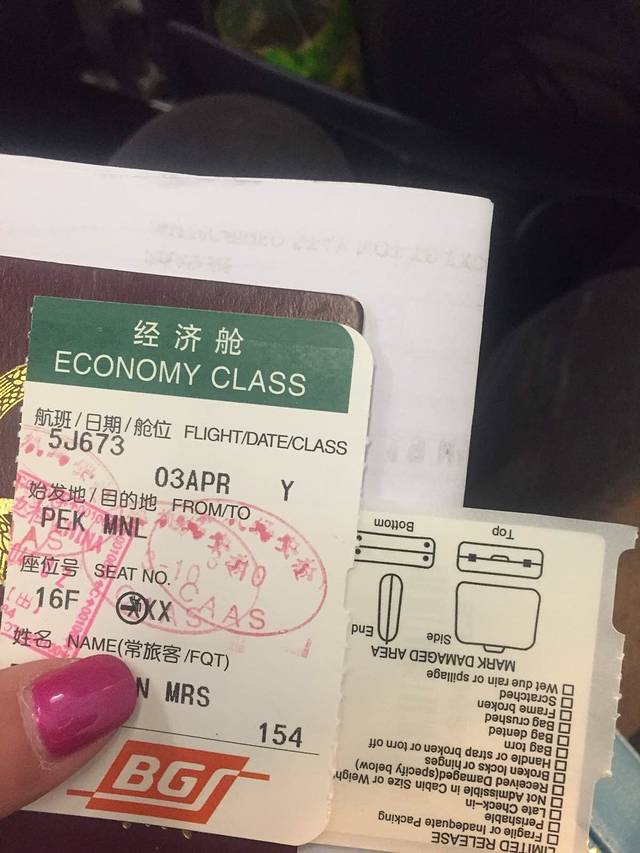 经济舱
ECONOMY CLASS
航班/日期/舱位 FLIGHT/DATE/CLASS
5J673
03APR Y
始发地/目的地 FROM/TO
PEK MNL
座位号 SEAT NO.
16F XXX
姓名 NAME(常旅客/FQT)
N MRS
154
BGS
CAAS
LIMITED RELEASE
Fragile or Inadequate Packing
Perishable
Late Check-in
Not Admissible in Cabin Size or Weigh
Received Damaged(specify below)
Broken locks or hinges
Handle or strap broken or torn off
Bag torn
Bag dented
Bag crushed
Frame broken
Scratched
Wet due rain or spillage
MARK DAMAGED AREA
Side End
Top Bottom